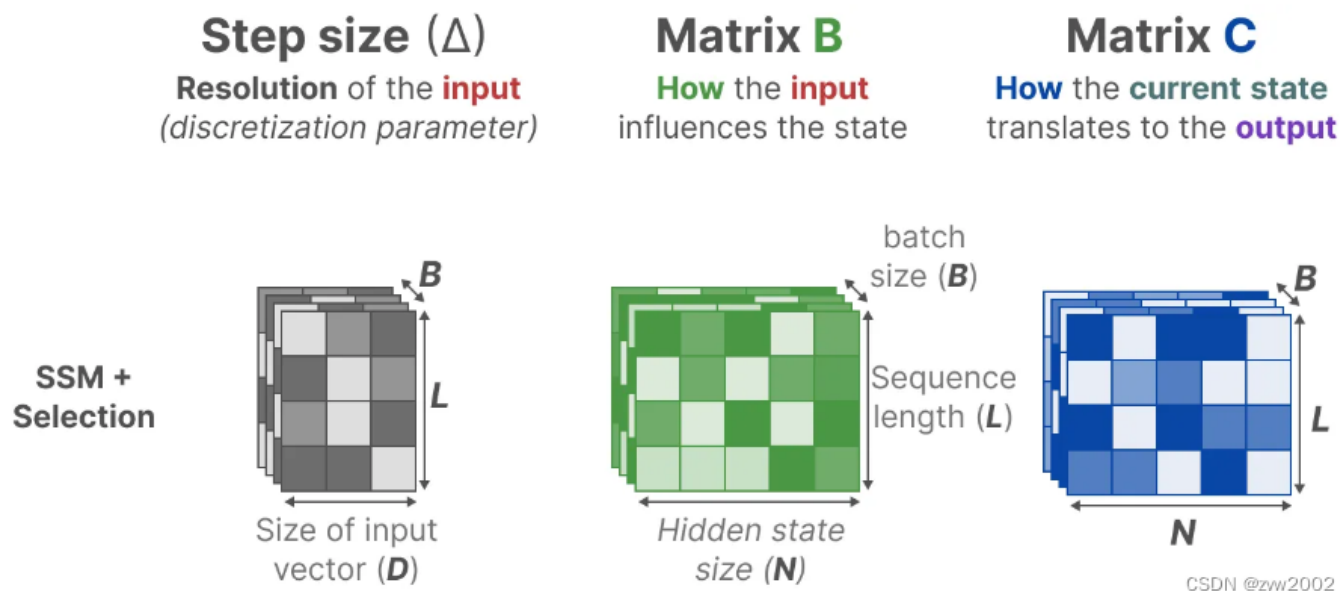 Step size (Δ)
Resolution of the input
(discretization parameter)
Matrix B
How the input
influences the state
Matrix C
How the current state
translates to the output
SSM +
Selection
B
L
Size of input
vector (D)
batch
size (B)
Sequence
length (L)
Hidden state
size (N)
B
L
N
CSDN @zvw2002